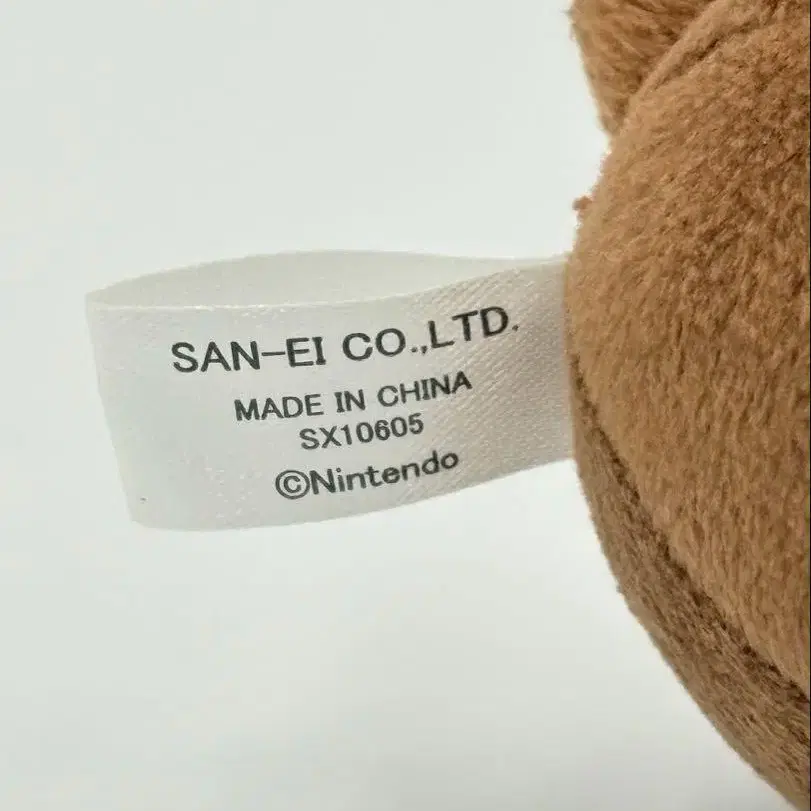 SAN-EI CO.,LTD.
MADE IN CHINA
SX10605
©Nintendo